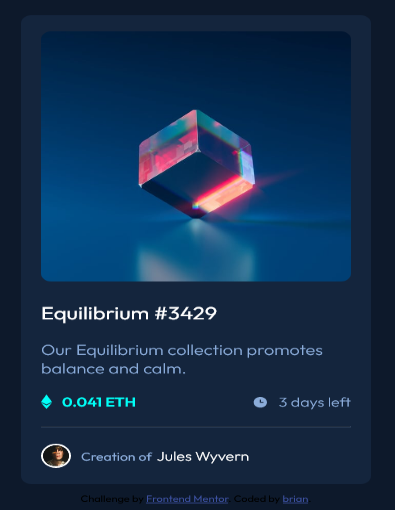 Equilibrium #3429
Our Equilibrium collection promotes
balance and calm.
0.041 ETH
3 days left
Creation of Jules Wyvern
Challenge by Frontend Mentor. Coded by brian.